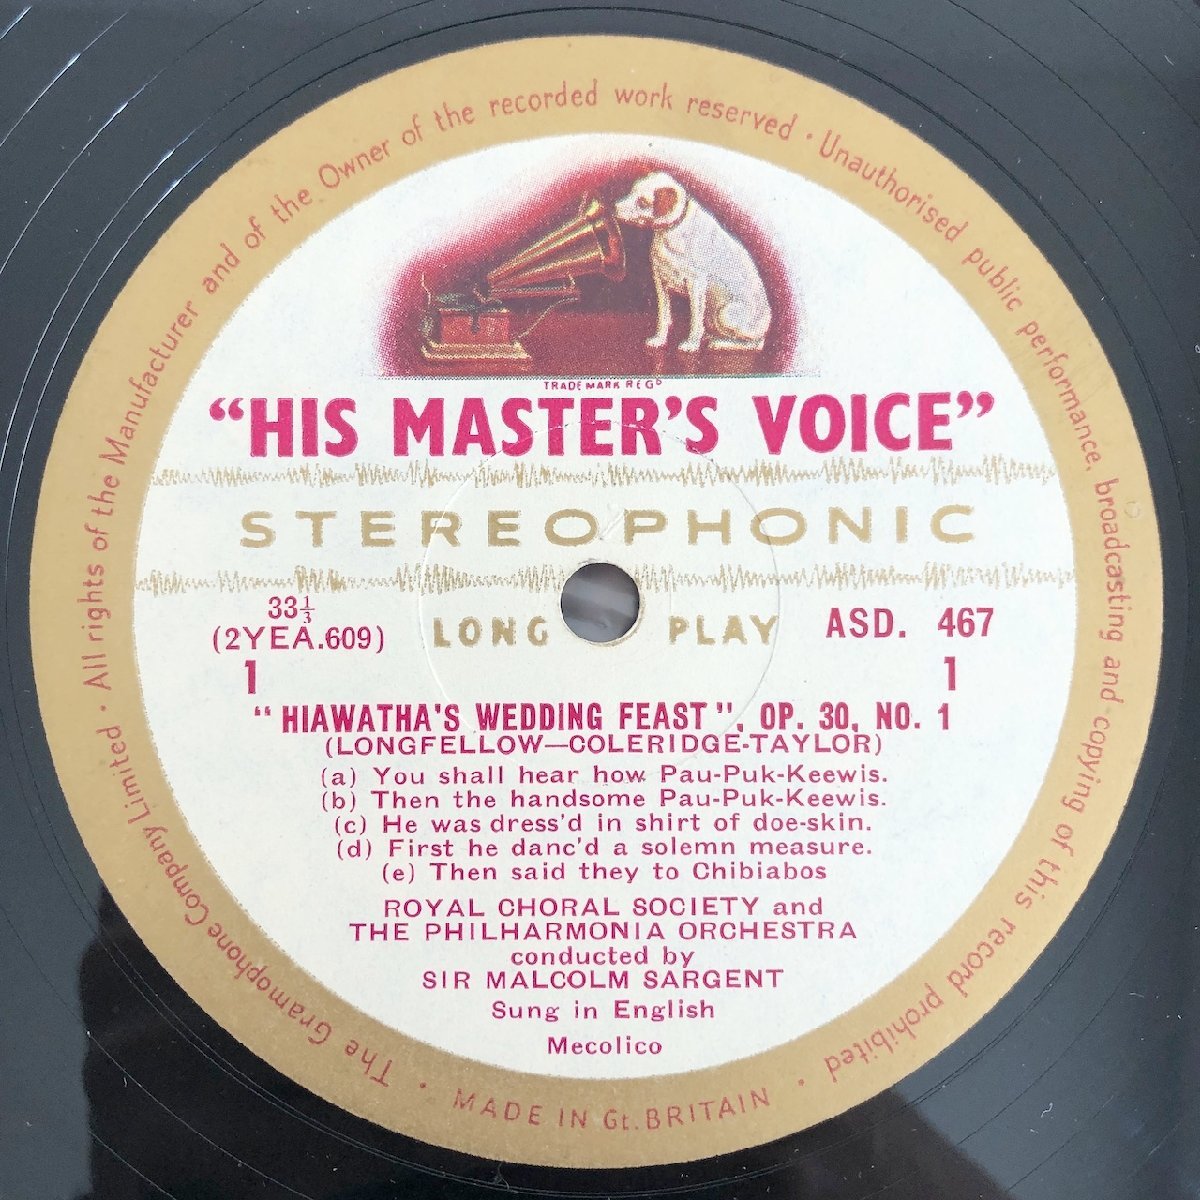 All rights of the Manufacturer and of the Owner of the recorded work reserved · Unauthorised public performance, broadcasting and copying of this record prohibited ·
TRADE MARK REGD
“HIS MASTER'S VOICE”
STEREOPHONIC
33⅓
(2YEA.609)
LONG PLAY
ASD. 467
1 1
“HIAWATHA'S WEDDING FEAST”, OP. 30, NO. 1
(LONGFELLOW—COLERIDGE-TAYLOR)
(a) You shall hear how Pau-Puk-Keewis.
(b) Then the handsome Pau-Puk-Keewis.
(c) He was dress'd in shirt of doe-skin.
(d) First he danc'd a solemn measure.
(e) Then said they to Chibiabos
ROYAL CHORAL SOCIETY and
THE PHILHARMONIA ORCHESTRA
conducted by
SIR MALCOLM SARGENT
Sung in English
Mecolico
The Gramophone Company Limited ·
MADE IN Gt. BRITAIN ·